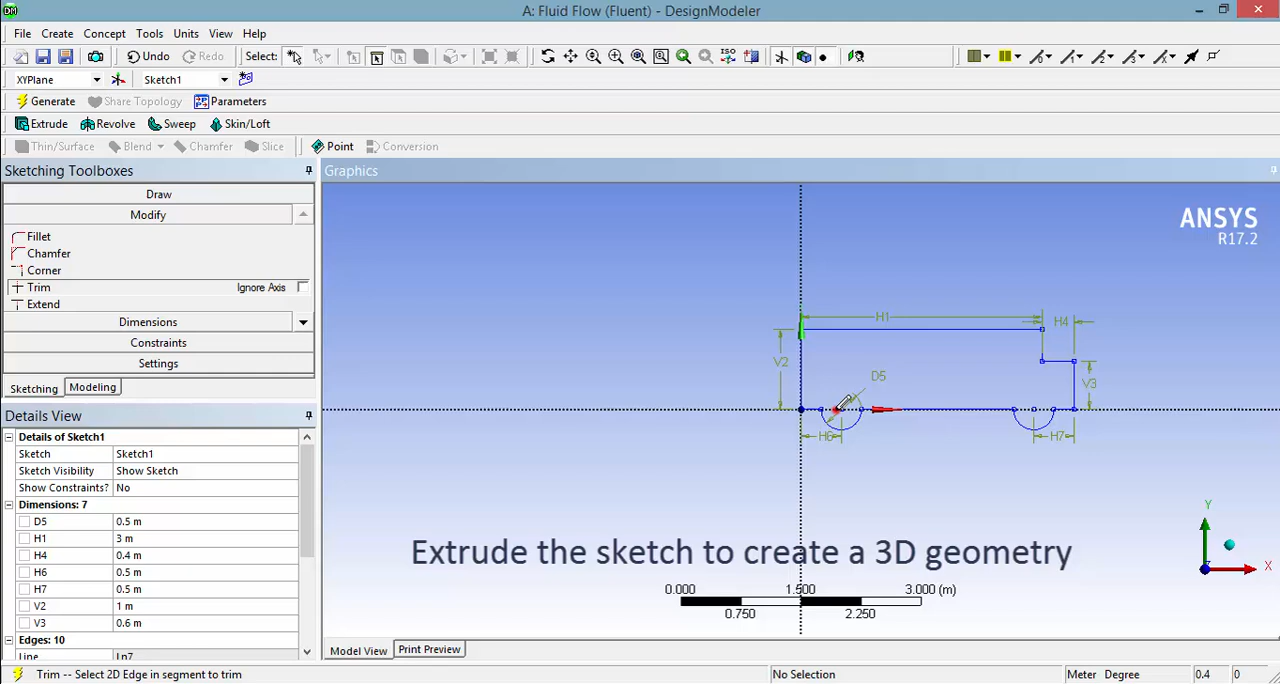 A: Fluid Flow (Fluent) - DesignModeler
File Create Concept Tools Units View Help
Undo Redo Select:
XYPlane Sketch1
Generate Share Topology Parameters
Extrude Revolve Sweep Skin/Loft
Thin/Surface Blend Chamfer Slice Point Conversion
Sketching Toolboxes
Draw
Modify
Fillet
Chamfer
Corner
Trim Ignore Axis
Extend
Dimensions
Constraints
Settings
Sketching Modeling
Details View
Details of Sketch1
Sketch Sketch1
Sketch Visibility Show Sketch
Show Constraints? No
Dimensions: 7
D5 0.5 m
H1 3 m
H4 0.4 m
H6 0.5 m
H7 0.5 m
V2 1 m
V3 0.6 m
Edges: 10
Line Ln7
Graphics
ANSYS
R17.2
H1 H4
V2
D5
V3
H6 H7
Y
X
Extrude the sketch to create a 3D geometry
0.000 1.500 3.000 (m)
0.750 2.250
Model View Print Preview
Trim -- Select 2D Edge in segment to trim
No Selection
Meter Degree 0.4 0